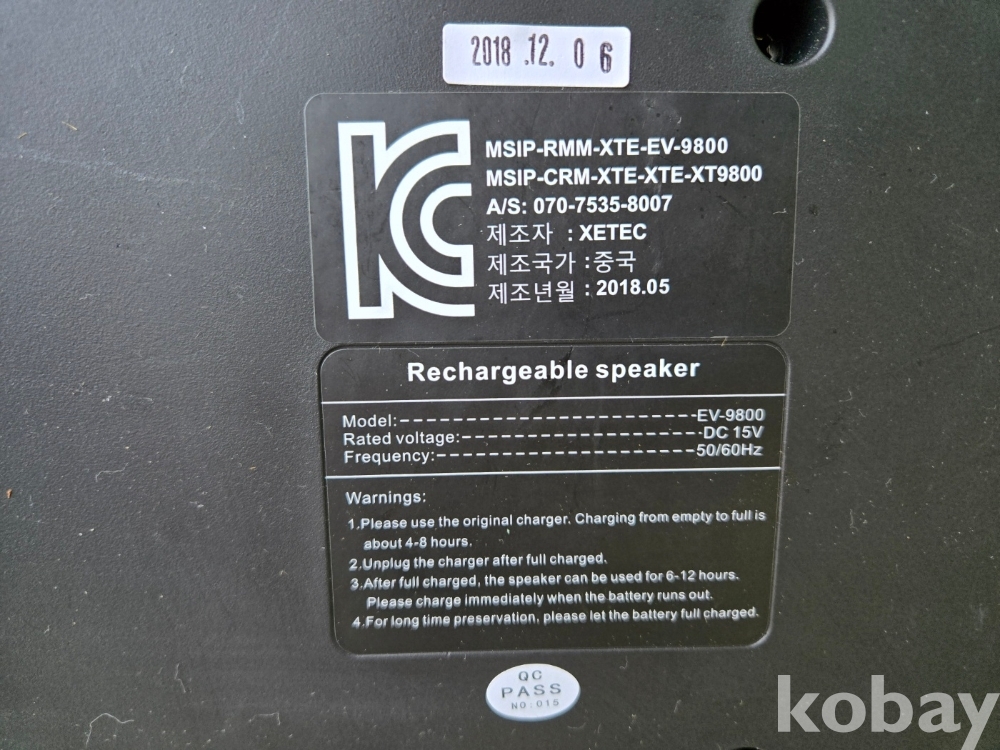 2018.12.06
KC
MSIP-RMM-XTE-EV-9800
MSIP-CRM-XTE-XTE-XT9800
A/S: 070-7535-8007
제조자 : XETEC
제조국가 : 중국
제조년월 : 2018.05
Rechargeable speaker
Model:-------------------------EV-9800
Rated voltage:--------------------DC 15V
Frequency:----------------------50/60Hz
Warnings:
1.Please use the original charger. Charging from empty to full is
about 4-8 hours.
2.Unplug the charger after full charged.
3.After full charged, the speaker can be used for 6-12 hours.
Please charge immediately when the battery runs out.
4.For long time preservation, please let the battery full charged.
QC
PASS
NO:015
kobay